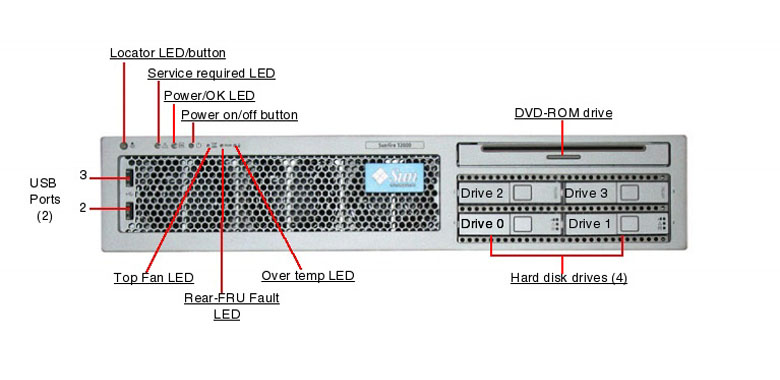 Locator LED/button
Service required LED
Power/OK LED
Power on/off button
DVD-ROM drive
SunFire T2000
Sun
3
USB
Ports
(2)
2
Drive 2
Drive 3
Drive 0
Drive 1
Top Fan LED
Over temp LED
Hard disk drives (4)
Rear-FRU Fault
LED